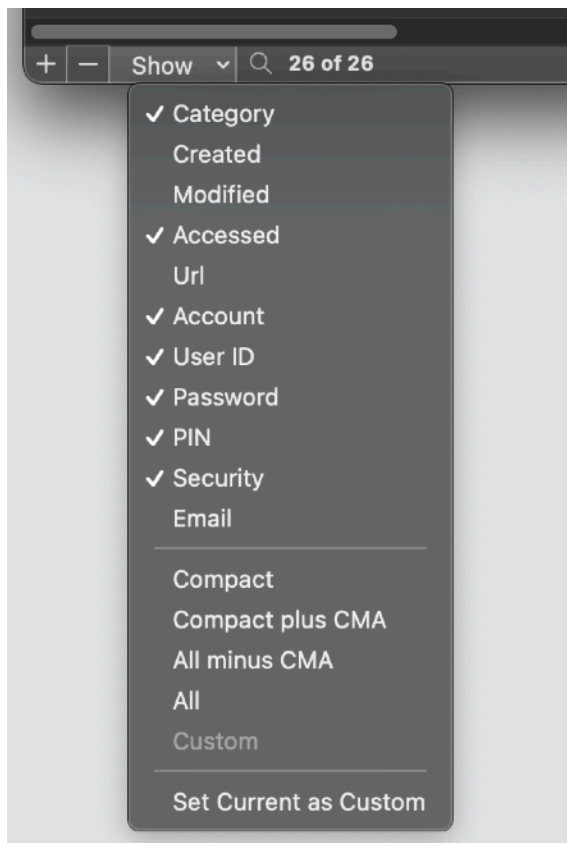 + − Show 26 of 26
✓ Category
Created
Modified
✓ Accessed
Url
✓ Account
✓ User ID
✓ Password
✓ PIN
✓ Security
Email
Compact
Compact plus CMA
All minus CMA
All
Custom
Set Current as Custom